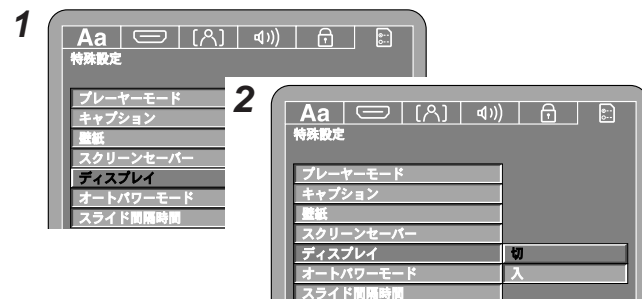 1
Aa
特殊設定
プレーヤーモード
キャプション
壁紙
スクリーンセーバー
ディスプレイ
オートパワーモード
スライド間隔時間
2
Aa
特殊設定
プレーヤーモード
キャプション
壁紙
スクリーンセーバー
ディスプレイ 切
オートパワーモード 入
スライド間隔時間